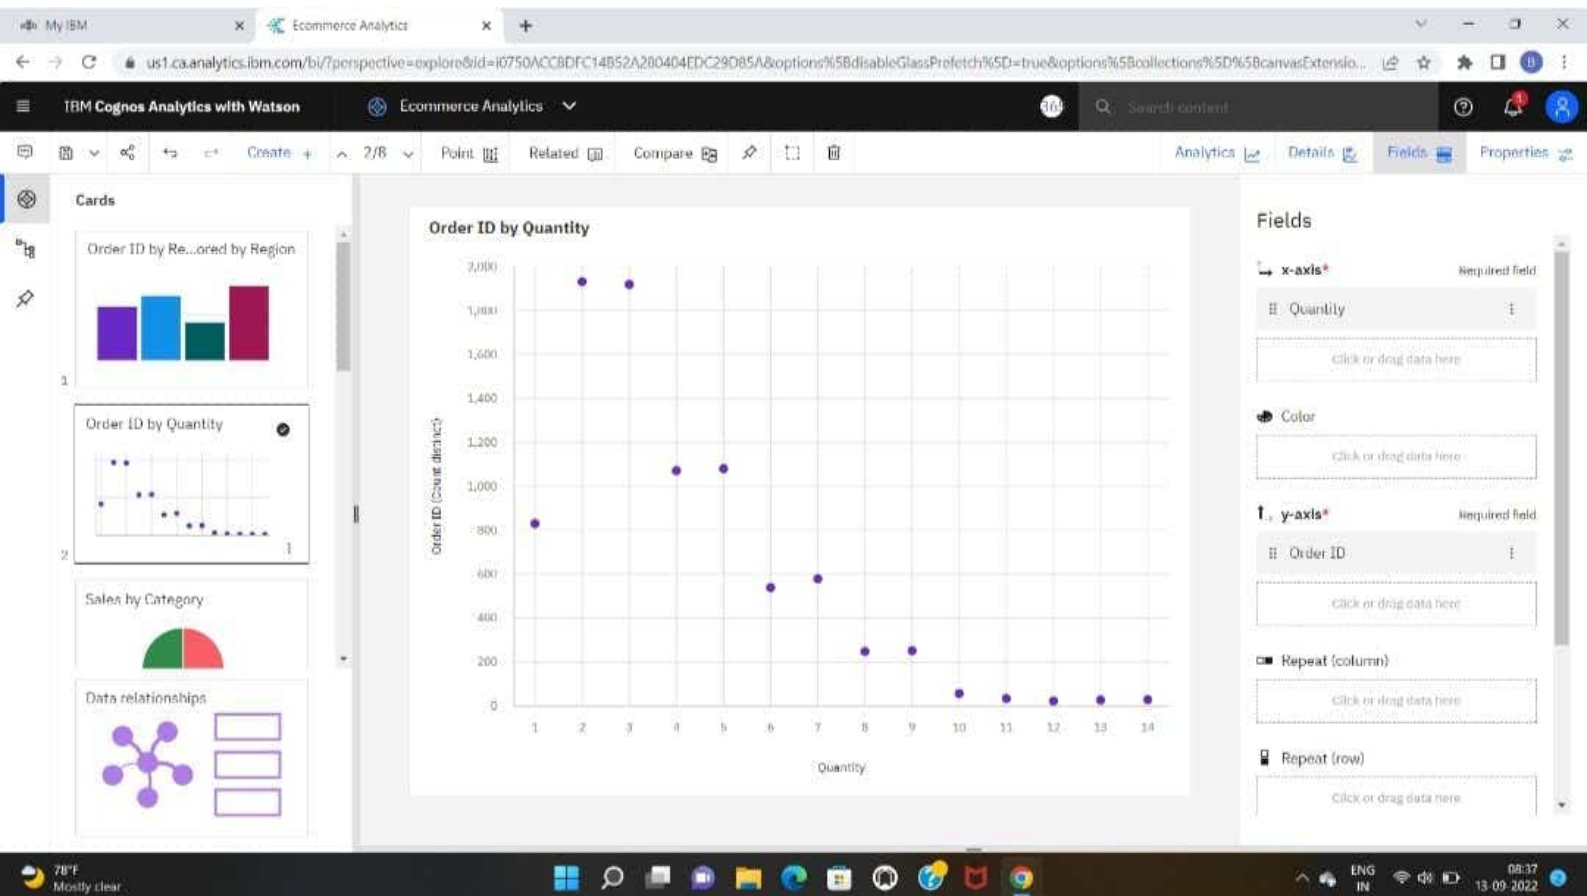 My IBM
Ecommerce Analytics
us1.ca.analytics.ibm.com/bi/?perspective=explore&id=i0750ACC8DFC14B52A280404EDC29D85A&options%5BdisableGlassPrefetch%5D=true&options%5Bcollections%5D%5BcanvasExtensio...
B
IBM Cognos Analytics with Watson
Ecommerce Analytics
Search content
1
Create +
2/8
Point
Related
Compare
Analytics
Details
Fields
Properties
Cards
Order ID by Re...ored by Region
1
Order ID by Quantity
1
2
Sales by Category
Data relationships
Order ID by Quantity
2,000
1,800
1,600
1,400
1,200
1,000
800
600
400
200
0
Order ID (Count distinct)
1 2 3 4 5 6 7 8 9 10 11 12 13 14
Quantity
Fields
x-axis*
Required field
Quantity
Click or drag data here
Color
Click or drag data here
y-axis*
Required field
Order ID
Click or drag data here
Repeat (column)
Click or drag data here
Repeat (row)
Click or drag data here
78°F
Mostly clear
ENG
IN
08:37
13-09-2022